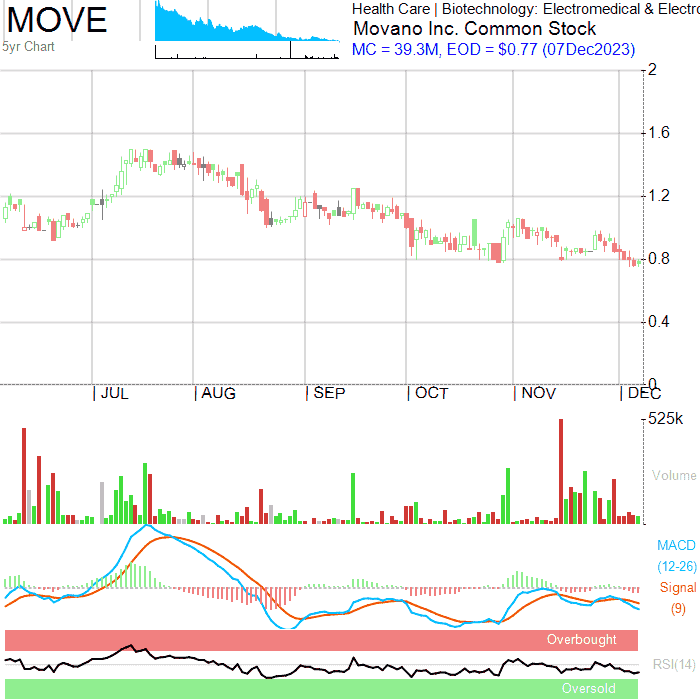 MOVE
5yr Chart
Health Care | Biotechnology: Electromedical & Electro
Movano Inc. Common Stock
MC = 39.3M, EOD = $0.77 (07Dec2023)
2
1.6
1.2
0.8
0.4
0
| JUL | AUG | SEP | OCT | NOV | DEC
525k
Volume
MACD
(12-26)
Signal
(9)
Overbought
RSI(14)
Oversold